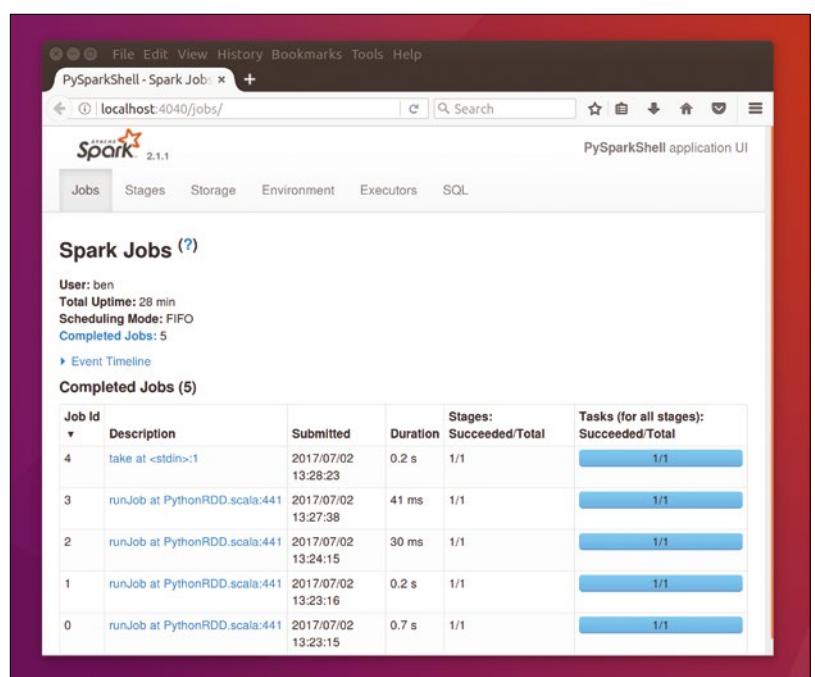 File Edit View History Bookmarks Tools Help
PySparkShell - Spark Jobs × +
localhost:4040/jobs/ Search
APACHE
Spark 2.1.1 PySparkShell application UI
Jobs Stages Storage Environment Executors SQL
Spark Jobs (?)
User: ben
Total Uptime: 28 min
Scheduling Mode: FIFO
Completed Jobs: 5
Event Timeline
Completed Jobs (5)
Job Id Stages: Tasks (for all stages):
▾ Description Submitted Duration Succeeded/Total Succeeded/Total
4 take at <stdin>:1 2017/07/02 0.2 s 1/1 1/1
13:28:23
3 runJob at PythonRDD.scala:441 2017/07/02 41 ms 1/1 1/1
13:27:38
2 runJob at PythonRDD.scala:441 2017/07/02 30 ms 1/1 1/1
13:24:15
1 runJob at PythonRDD.scala:441 2017/07/02 0.2 s 1/1 1/1
13:23:16
0 runJob at PythonRDD.scala:441 2017/07/02 0.7 s 1/1 1/1
13:23:15